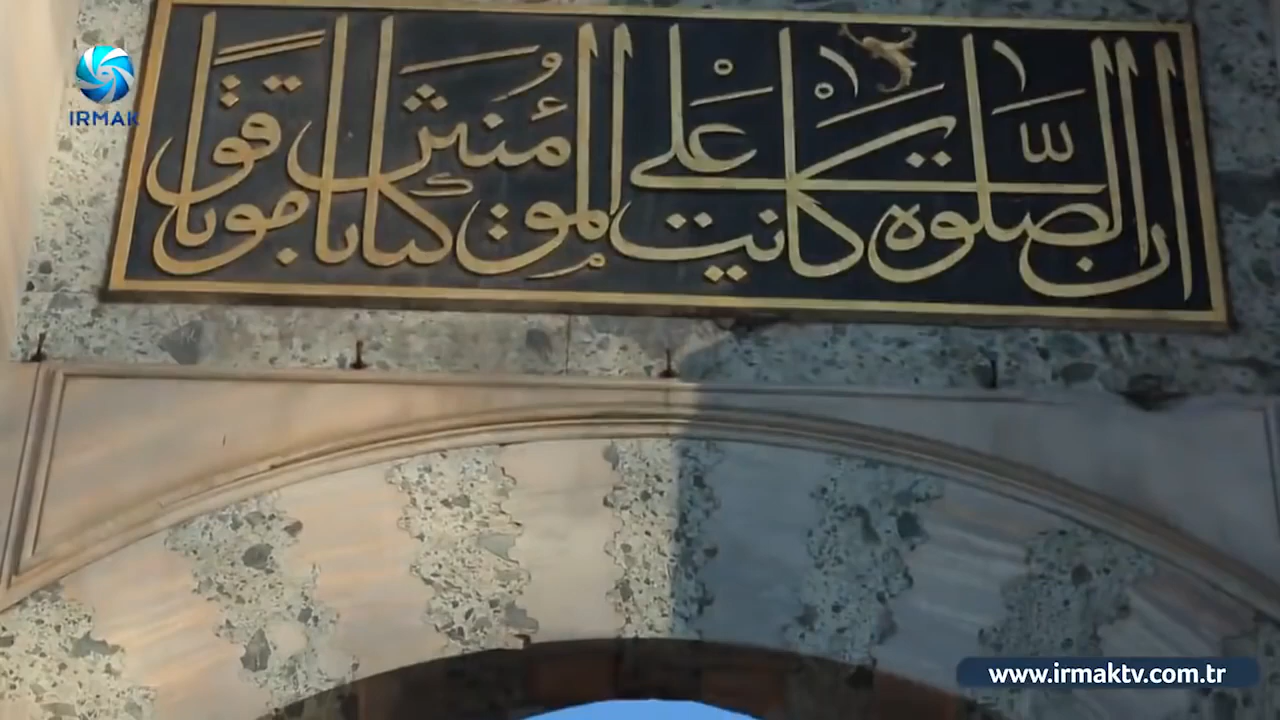 IRMAK
ان الصلوة كانت على المؤمنين كتابا موقوتا
www.irmaktv.com.tr